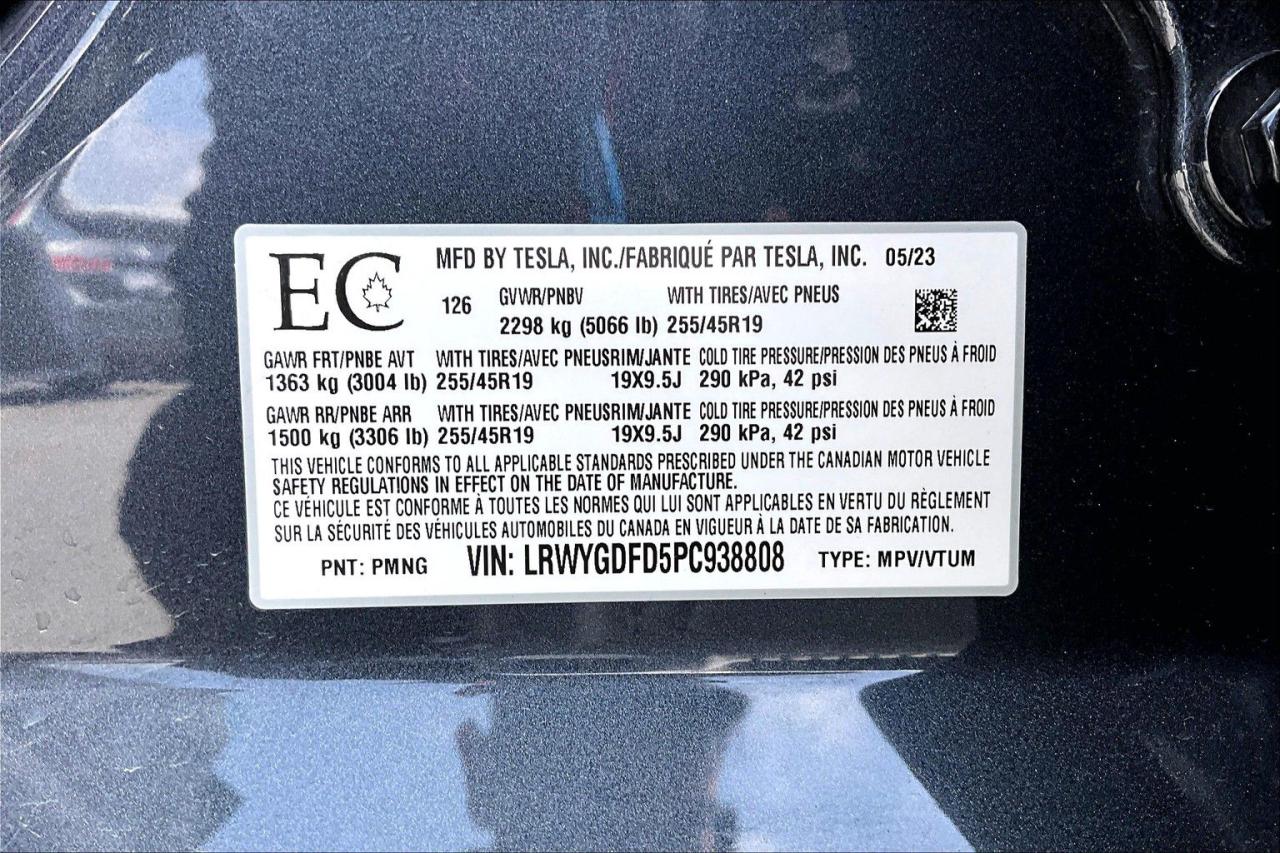 EC MFD BY TESLA, INC./FABRIQUÉ PAR TESLA, INC. 05/23
126 GVWR/PNBV WITH TIRES/AVEC PNEUS
2298 kg (5066 lb) 255/45R19
GAWR FRT/PNBE AVT WITH TIRES/AVEC PNEUSRIM/JANTE COLD TIRE PRESSURE/PRESSION DES PNEUS À FROID
1363 kg (3004 lb) 255/45R19 19X9.5J 290 kPa, 42 psi
GAWR RR/PNBE ARR WITH TIRES/AVEC PNEUSRIM/JANTE COLD TIRE PRESSURE/PRESSION DES PNEUS À FROID
1500 kg (3306 lb) 255/45R19 19X9.5J 290 kPa, 42 psi
THIS VEHICLE CONFORMS TO ALL APPLICABLE STANDARDS PRESCRIBED UNDER THE CANADIAN MOTOR VEHICLE
SAFETY REGULATIONS IN EFFECT ON THE DATE OF MANUFACTURE.
CE VÉHICULE EST CONFORME À TOUTES LES NORMES QUI LUI SONT APPLICABLES EN VERTU DU RÈGLEMENT
SUR LA SÉCURITÉ DES VÉHICULES AUTOMOBILES DU CANADA EN VIGUEUR À LA DATE DE SA FABRICATION.
PNT: PMNG VIN: LRWYGDFD5PC938808 TYPE: MPV/VTUM